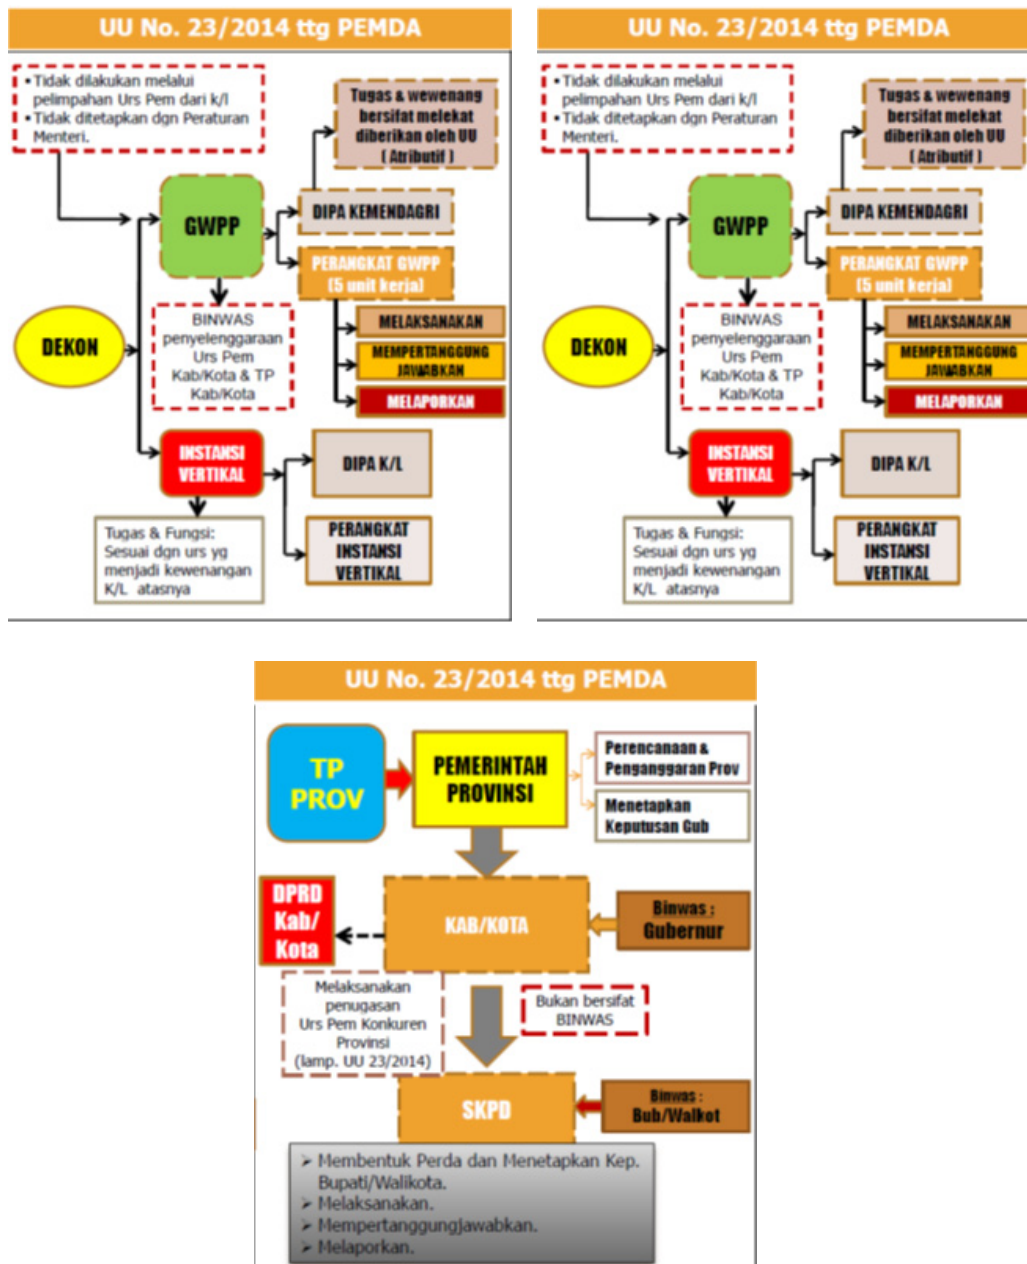 UU No. 23/2014 ttg PEMDA
▪ Tidak dilakukan melalui
pelimpahan Urs Pem dari k/l
▪ Tidak ditetapkan dgn Peraturan
Menteri.
Tugas & wewenang
bersifat melekat
diberikan oleh UU
( Atributif )
GWPP
DIPA KEMENDAGRI
PERANGKAT GWPP
(5 unit kerja)
DEKON
BINWAS
penyelenggaraan
Urs Pem
Kab/Kota & TP
Kab/Kota
MELAKSANAKAN
MEMPERTANGGUNG
JAWABKAN
MELAPORKAN
INSTANSI
VERTIKAL
DIPA K/L
Tugas & Fungsi:
Sesuai dgn urs yg
menjadi kewenangan
K/L atasnya
PERANGKAT
INSTANSI
VERTIKAL
UU No. 23/2014 ttg PEMDA
▪ Tidak dilakukan melalui
pelimpahan Urs Pem dari k/l
▪ Tidak ditetapkan dgn Peraturan
Menteri.
Tugas & wewenang
bersifat melekat
diberikan oleh UU
( Atributif )
GWPP
DIPA KEMENDAGRI
PERANGKAT GWPP
(5 unit kerja)
DEKON
BINWAS
penyelenggaraan
Urs Pem
Kab/Kota & TP
Kab/Kota
MELAKSANAKAN
MEMPERTANGGUNG
JAWABKAN
MELAPORKAN
INSTANSI
VERTIKAL
DIPA K/L
Tugas & Fungsi:
Sesuai dgn urs yg
menjadi kewenangan
K/L atasnya
PERANGKAT
INSTANSI
VERTIKAL
UU No. 23/2014 ttg PEMDA
TP
PROV
PEMERINTAH
PROVINSI
Perencanaan &
Penganggaran Prov
Menetapkan
Keputusan Gub
DPRD
Kab/
Kota
KAB/KOTA
Binwas :
Gubernur
Melaksanakan
penugasan
Urs Pem Konkuren
Provinsi
(lamp. UU 23/2014)
Bukan bersifat
BINWAS
SKPD
Binwas :
Bub/Walkot
➢ Membentuk Perda dan Menetapkan Kep.
Bupati/Walikota.
➢ Melaksanakan.
➢ Mempertanggungjawabkan.
➢ Melaporkan.